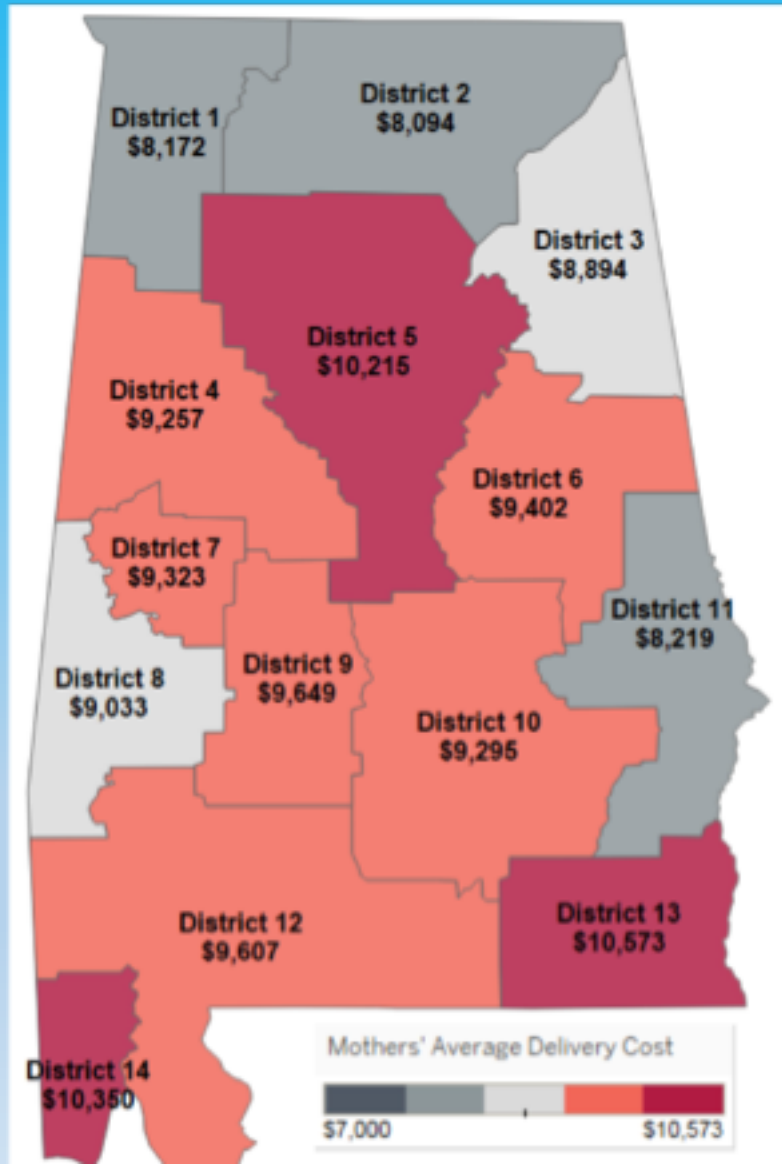 District 1
$8,172
District 2
$8,094
District 3
$8,894
District 5
$10,215
District 4
$9,257
District 6
$9,402
District 7
$9,323
District 11
$8,219
District 9
$9,649
District 8
$9,033
District 10
$9,295
District 13
$10,573
District 12
$9,607
District 14
$10,350
Mothers' Average Delivery Cost
$7,000
$10,573